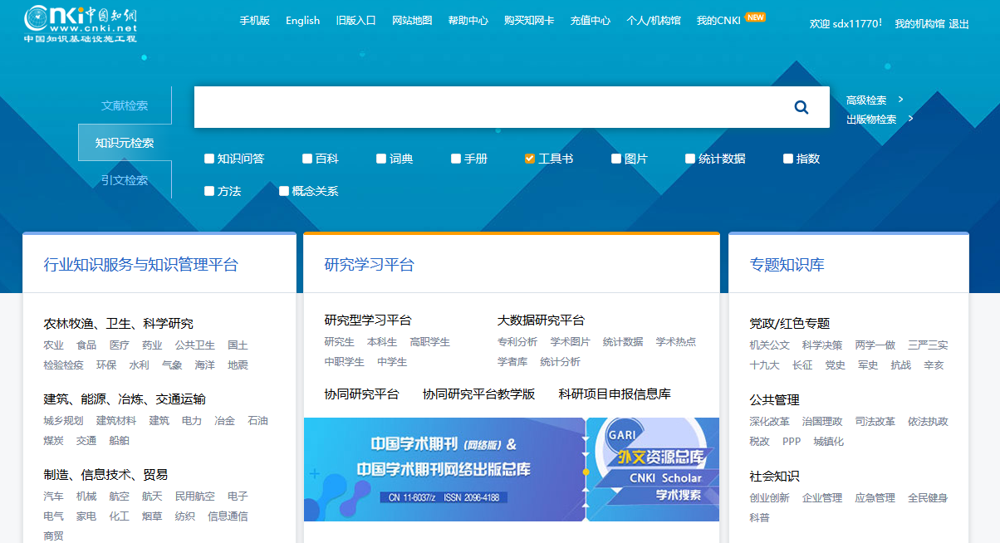 cnki中国知网
www.cnki.net
中国知识基础设施工程
手机版 English 旧版入口 网站地图 帮助中心 购买知网卡 充值中心 个人/机构馆 我的CNKI NEW
欢迎 sdx11770! 我的机构馆 退出
文献检索
知识元检索
引文检索
高级检索 >
出版物检索 >
知识问答 百科 词典 手册 工具书 图片 统计数据 指数
方法 概念关系
行业知识服务与知识管理平台
农林牧渔、卫生、科学研究
农业 食品 医疗 药业 公共卫生 国土
检验检疫 环保 水利 气象 海洋 地震
建筑、能源、冶炼、交通运输
城乡规划 建筑材料 建筑 电力 冶金 石油
煤炭 交通 船舶
制造、信息技术、贸易
汽车 机械 航空 航天 民用航空 电子
电气 家电 化工 烟草 纺织 信息通信
商贸
研究学习平台
研究型学习平台
研究生 本科生 高职学生
中职学生 中学生
大数据研究平台
专利分析 学术图片 统计数据 学术热点
学者库 统计分析
协同研究平台 协同研究平台教学版 科研项目申报信息库
中国学术期刊 (网络版) &
中国学术期刊网络出版总库
CN 11-6037/z ISSN 2096-4188
GARI
外文资源总库
CNKI Scholar
学术搜索
专题知识库
党政/红色专题
机关公文 科学决策 两学一做 三严三实
十九大 长征 党史 军史 抗战 辛亥
公共管理
深化改革 治国理政 司法改革 依法执政
税改 PPP 城镇化
社会知识
创业创新 企业管理 应急管理 全民健身
科普